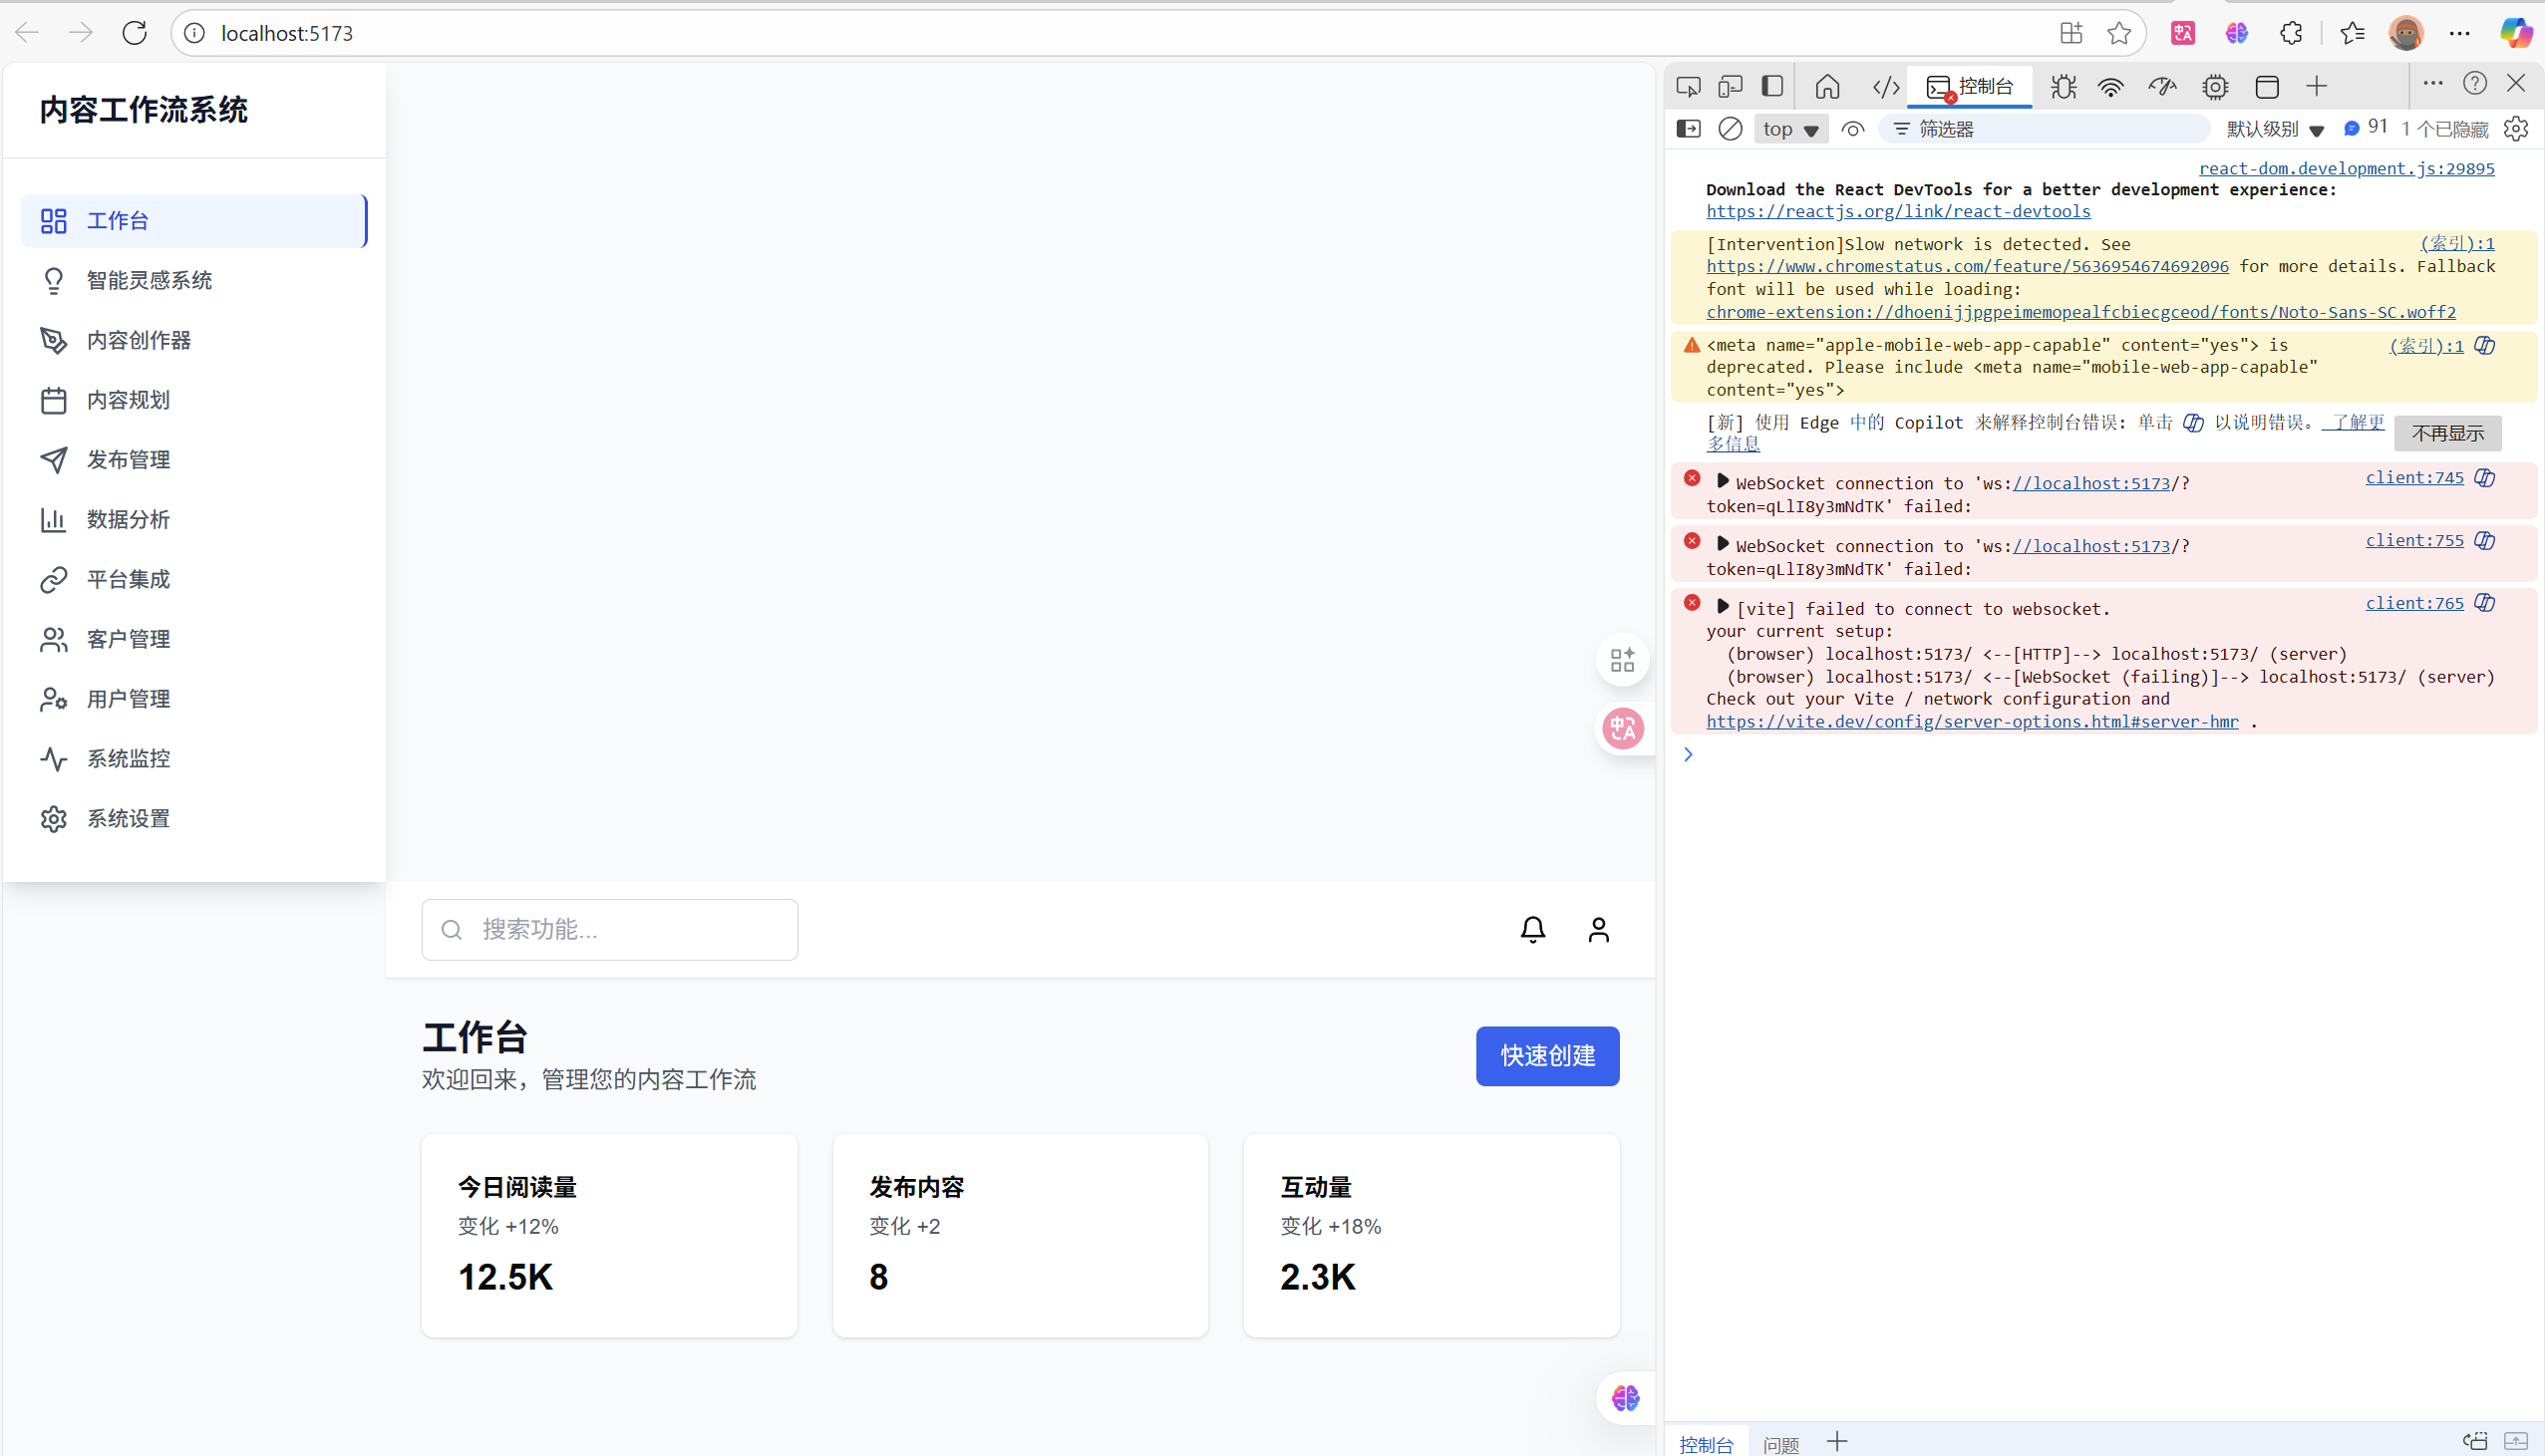 localhost:5173
内容工作流系统
工作台
智能灵感系统
内容创作器
内容规划
发布管理
数据分析
平台集成
客户管理
用户管理
系统监控
系统设置
搜索功能...
工作台
欢迎回来，管理您的内容工作流
快速创建
今日阅读量
变化 +12%
12.5K
发布内容
变化 +2
8
互动量
变化 +18%
2.3K
控制台
top
筛选器
默认级别
91
1 个已隐藏
react-dom.development.js:29895
Download the React DevTools for a better development experience:
https://reactjs.org/link/react-devtools
[Intervention]Slow network is detected. See (索引):1
https://www.chromestatus.com/feature/5636954674692096 for more details. Fallback
font will be used while loading:
chrome-extension://dhoenijjpgpeimemopealfcbiecgceod/fonts/Noto-Sans-SC.woff2
<meta name="apple-mobile-web-app-capable" content="yes"> is (索引):1
deprecated. Please include <meta name="mobile-web-app-capable"
content="yes">
[新] 使用 Edge 中的 Copilot 来解释控制台错误: 单击 以说明错误。 了解更
多信息
不再显示
WebSocket connection to 'ws://localhost:5173/? client:745
token=qLlI8y3mNdTK' failed:
WebSocket connection to 'ws://localhost:5173/? client:755
token=qLlI8y3mNdTK' failed:
[vite] failed to connect to websocket. client:765
your current setup:
(browser) localhost:5173/ <--[HTTP]--> localhost:5173/ (server)
(browser) localhost:5173/ <--[WebSocket (failing)]--> localhost:5173/ (server)
Check out your Vite / network configuration and
https://vite.dev/config/server-options.html#server-hmr .
控制台
问题